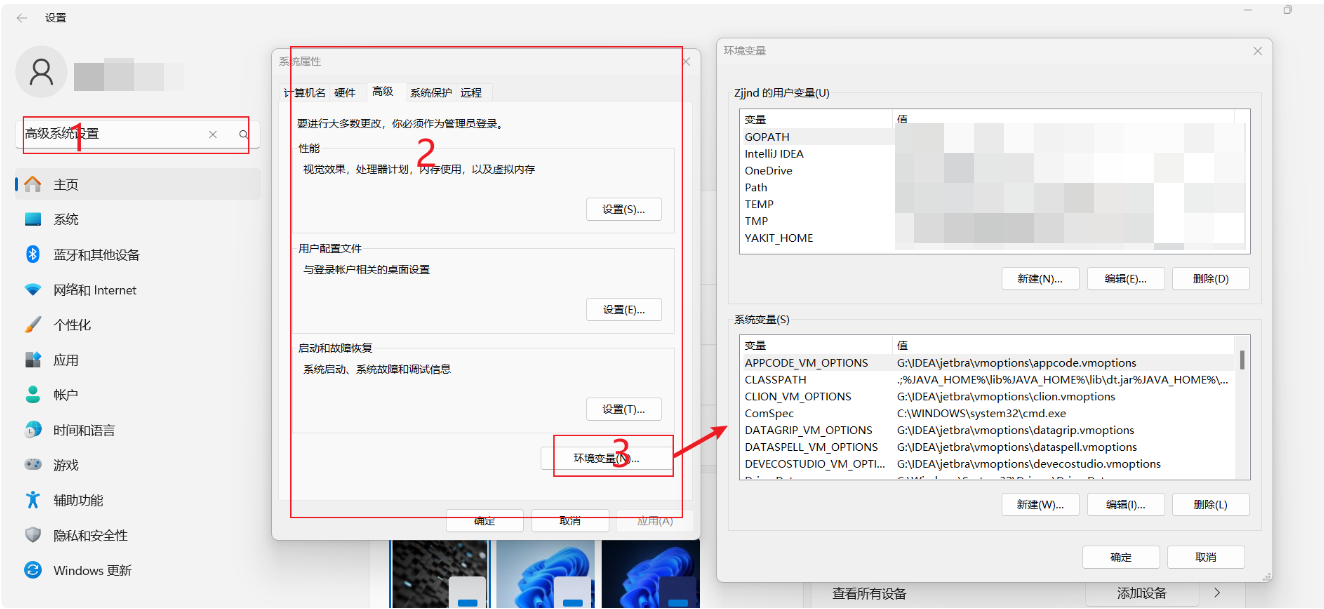 设置
高级系统设置
1
主页
系统
蓝牙和其他设备
网络和 Internet
个性化
应用
帐户
时间和语言
游戏
辅助功能
隐私和安全性
Windows 更新
系统属性
计算机名 硬件 高级 系统保护 远程
要进行大多数更改，你必须作为管理员登录。
2
性能
视觉效果，处理器计划，内存使用，以及虚拟内存
设置(S)...
用户配置文件
与登录帐户相关的桌面设置
设置(E)...
启动和故障恢复
系统启动、系统故障和调试信息
设置(T)...
环境变量(N)...
3
确定 取消 应用(A)
环境变量
Zjjnd 的用户变量(U)
变量 值
GOPATH
IntelliJ IDEA
OneDrive
Path
TEMP
TMP
YAKIT_HOME
新建(N)... 编辑(E)... 删除(D)
系统变量(S)
变量 值
APPCODE_VM_OPTIONS G:\IDEA\jetbra\vmoptions\appcode.vmoptions
CLASSPATH .;%JAVA_HOME%\lib%JAVA_HOME%\lib\dt.jar%JAVA_HOME%\...
CLION_VM_OPTIONS G:\IDEA\jetbra\vmoptions\clion.vmoptions
ComSpec C:\WINDOWS\system32\cmd.exe
DATAGRIP_VM_OPTIONS G:\IDEA\jetbra\vmoptions\datagrip.vmoptions
DATASPELL_VM_OPTIONS G:\IDEA\jetbra\vmoptions\dataspell.vmoptions
DEVECOSTUDIO_VM_OPTI... G:\IDEA\jetbra\vmoptions\devecostudio.vmoptions
新建(W)... 编辑(I)... 删除(L)
确定 取消
查看所有设备 添加设备